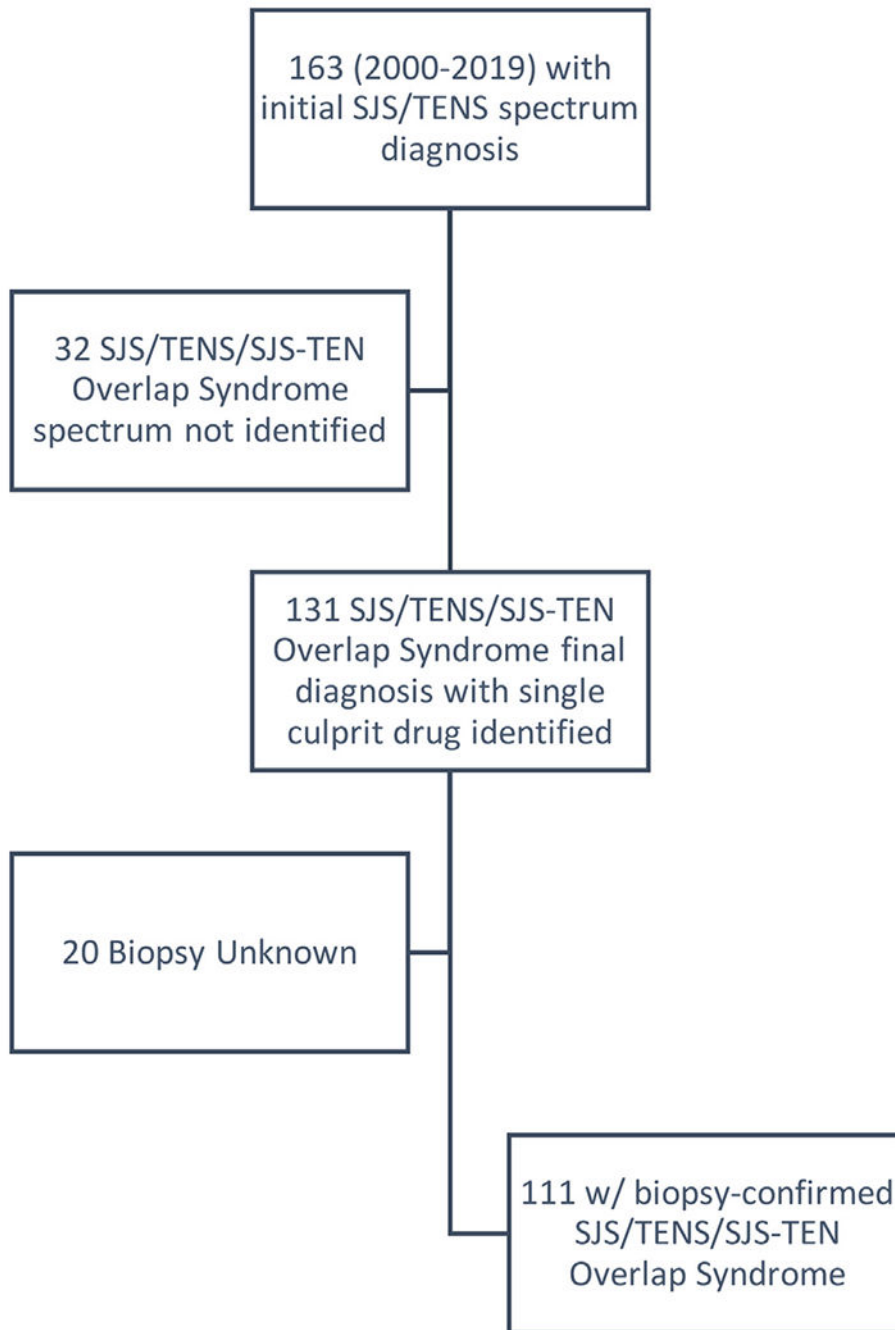 163 (2000-2019) with
initial SJS/TENS spectrum
diagnosis
32 SJS/TENS/SJS-TEN
Overlap Syndrome
spectrum not identified
131 SJS/TENS/SJS-TEN
Overlap Syndrome final
diagnosis with single
culprit drug identified
20 Biopsy Unknown
111 w/ biopsy-confirmed
SJS/TENS/SJS-TEN
Overlap Syndrome